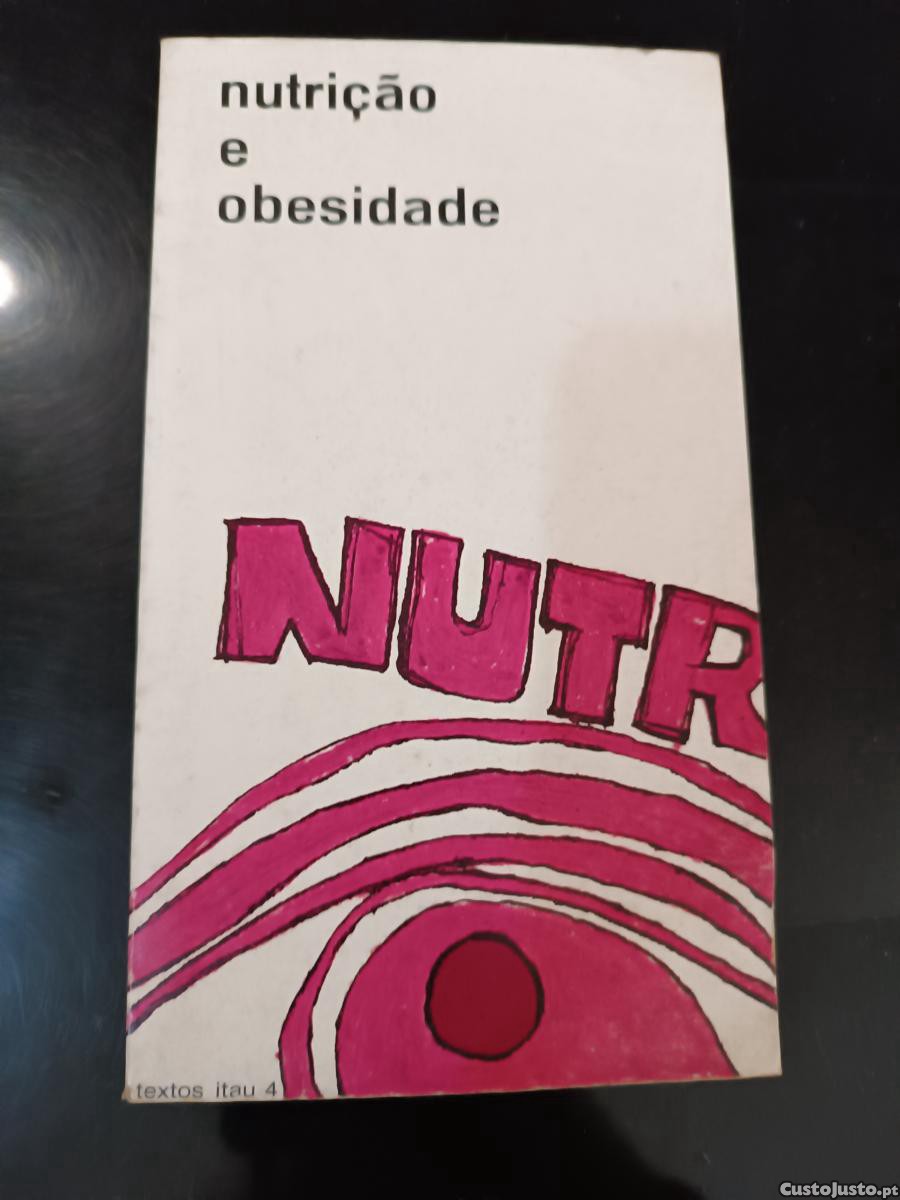 nutrição
e
obesidade
NUTR
textos itau 4
CustoJusto.pt